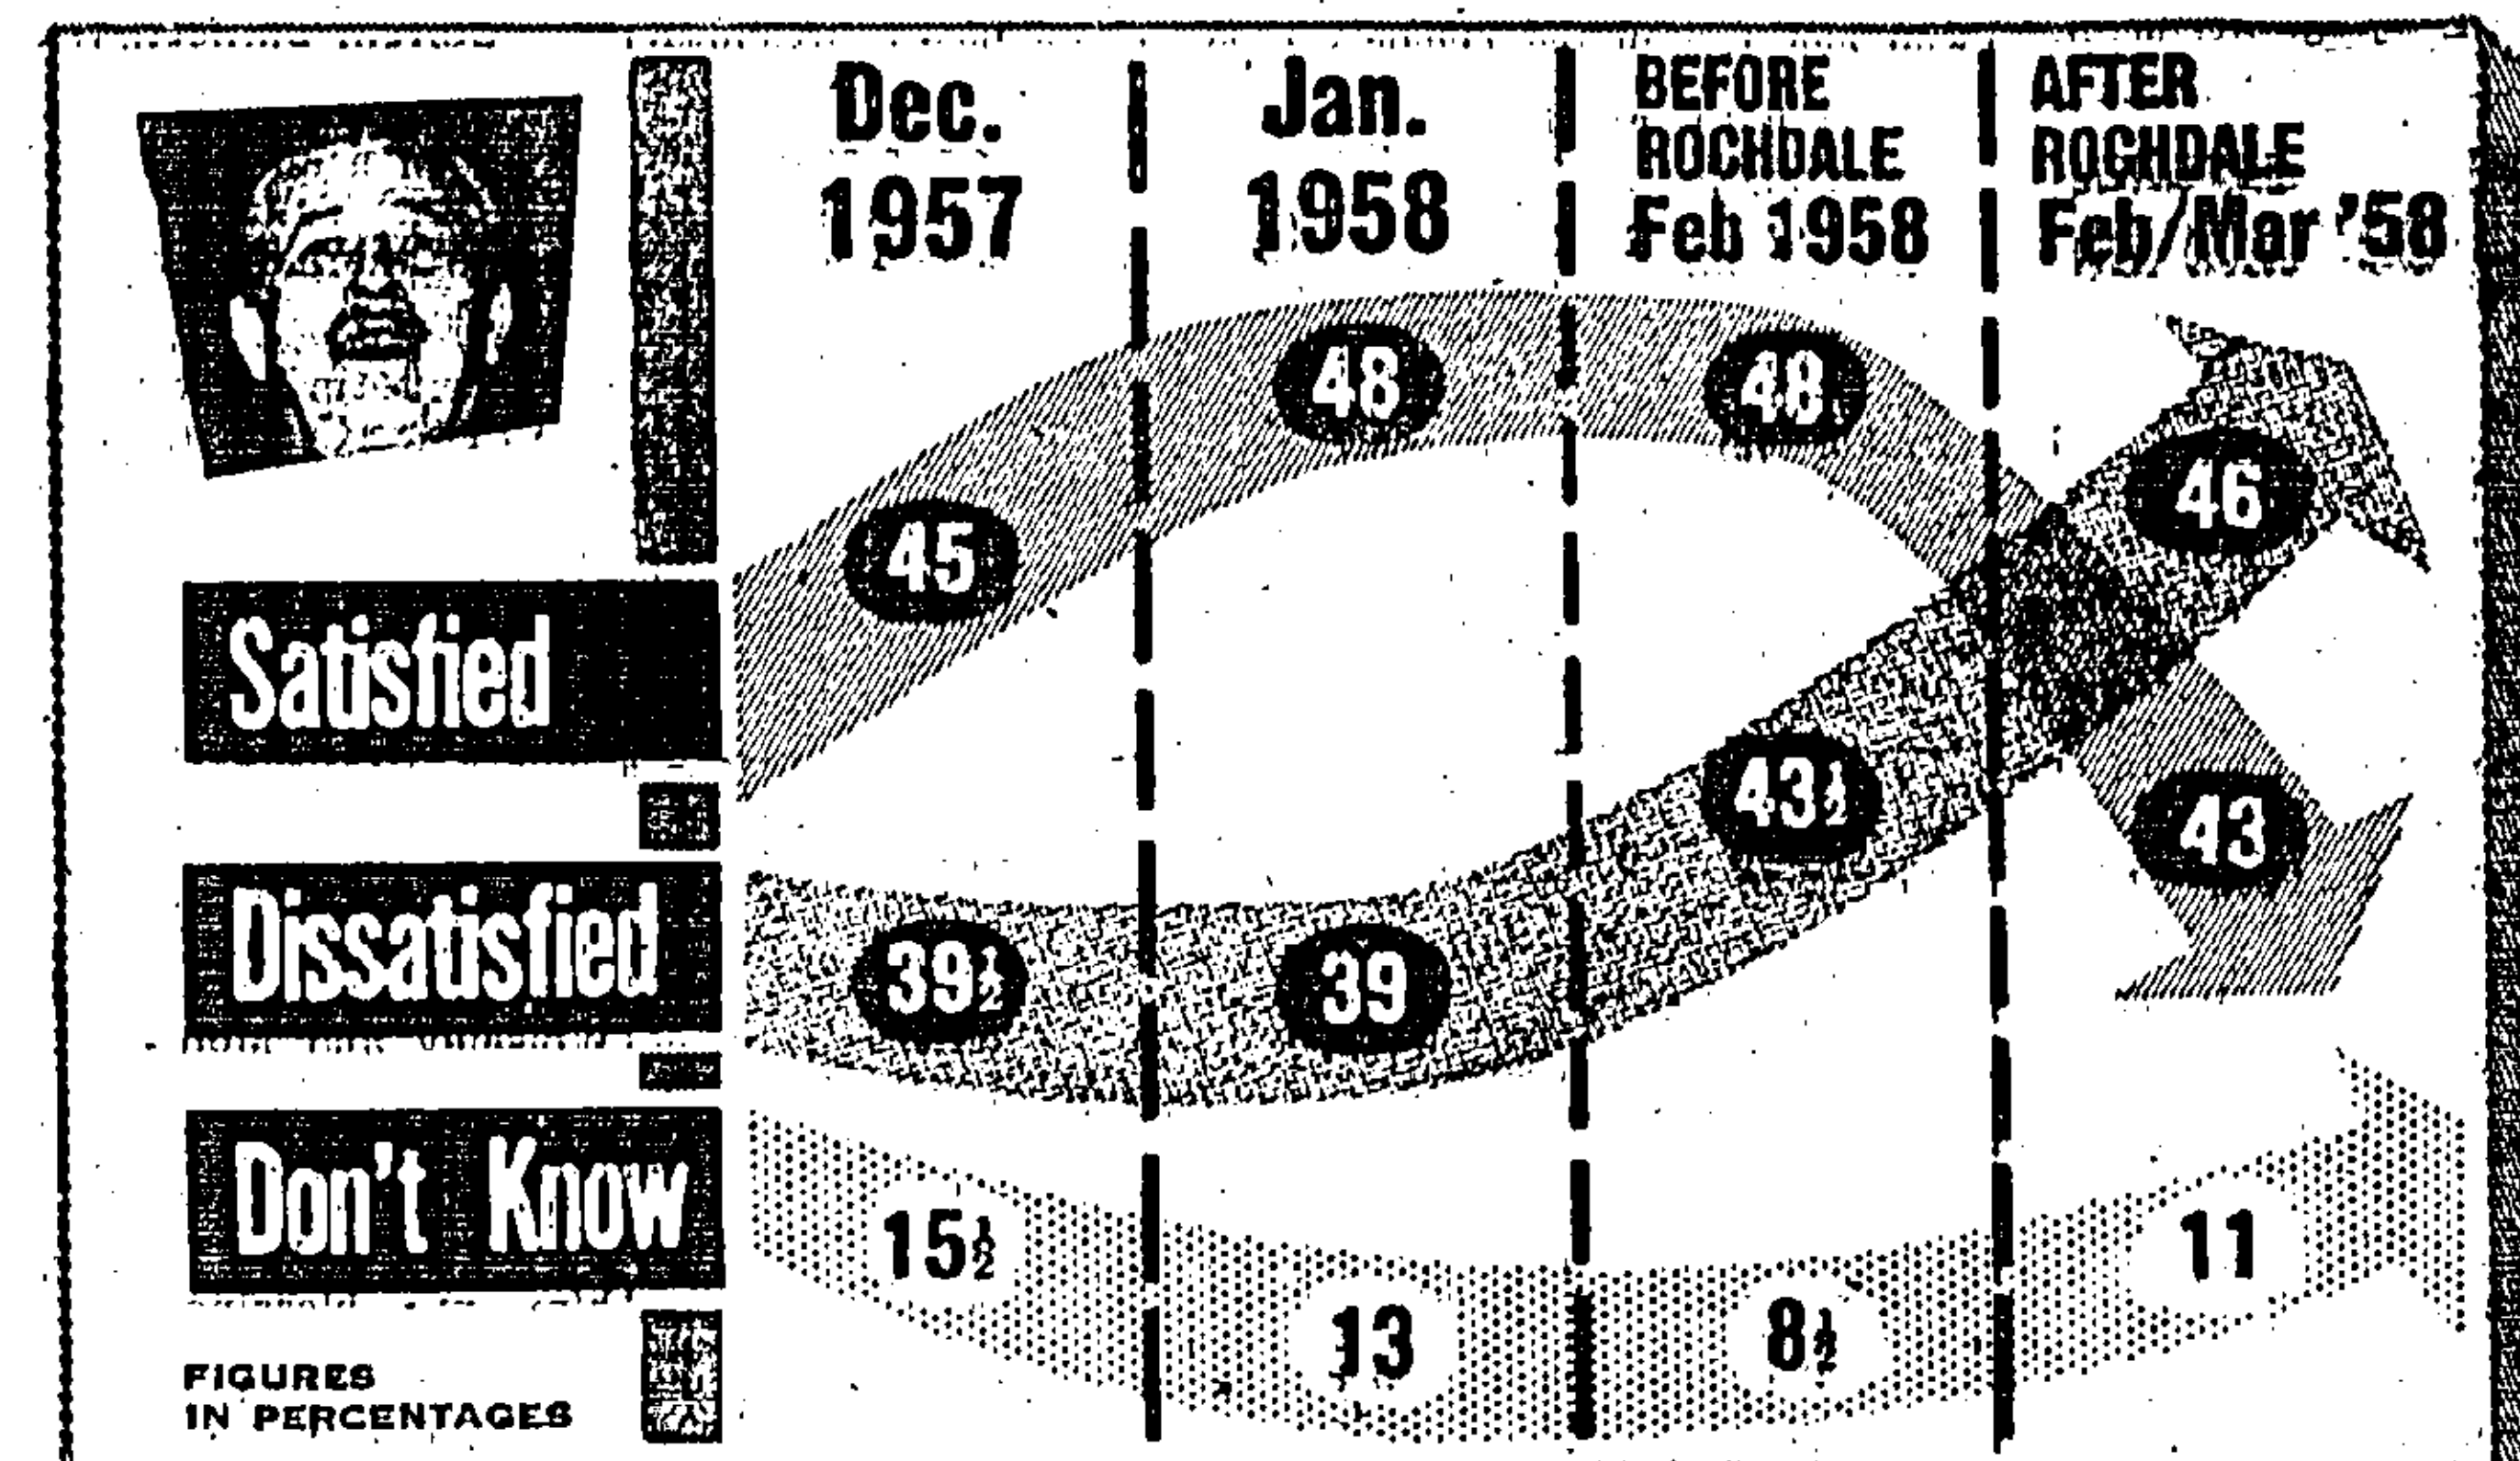 Dec.
1957
Jan.
1958
BEFORE
ROCHDALE
Feb 1958
AFTER
ROCHDALE
Feb/Mar '58
Satisfied
45
48
48
43
Dissatisfied
39½
39
43½
46
Don't Know
15½
13
8½
11
FIGURES
IN PERCENTAGES